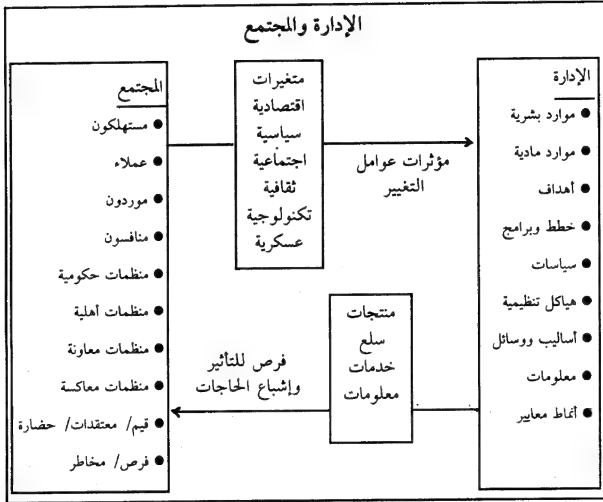 الإدارة والمجتمع
الإدارة
● موارد بشرية
● موارد مادية
● أهداف
● خطط وبرامج
● سياسات
● هياكل تنظيمية
● أساليب ووسائل
● معلومات
● أنماط معايير
مؤثرات عوامل
التغيير
متغيرات
اقتصادية
سياسية
اجتماعية
ثقافية
تكنولوجية
عسكرية
منتجات
سلع
خدمات
معلومات
فرص للتأثير
وإشباع الحاجات
المجتمع
● مستهلكون
● عملاء
● موردون
● منافسون
● منظمات حكومية
● منظمات أهلية
● منظمات معاونة
● منظمات معاكسة
● قيم/ معتقدات/ حضارة
● فرص/ مخاطر